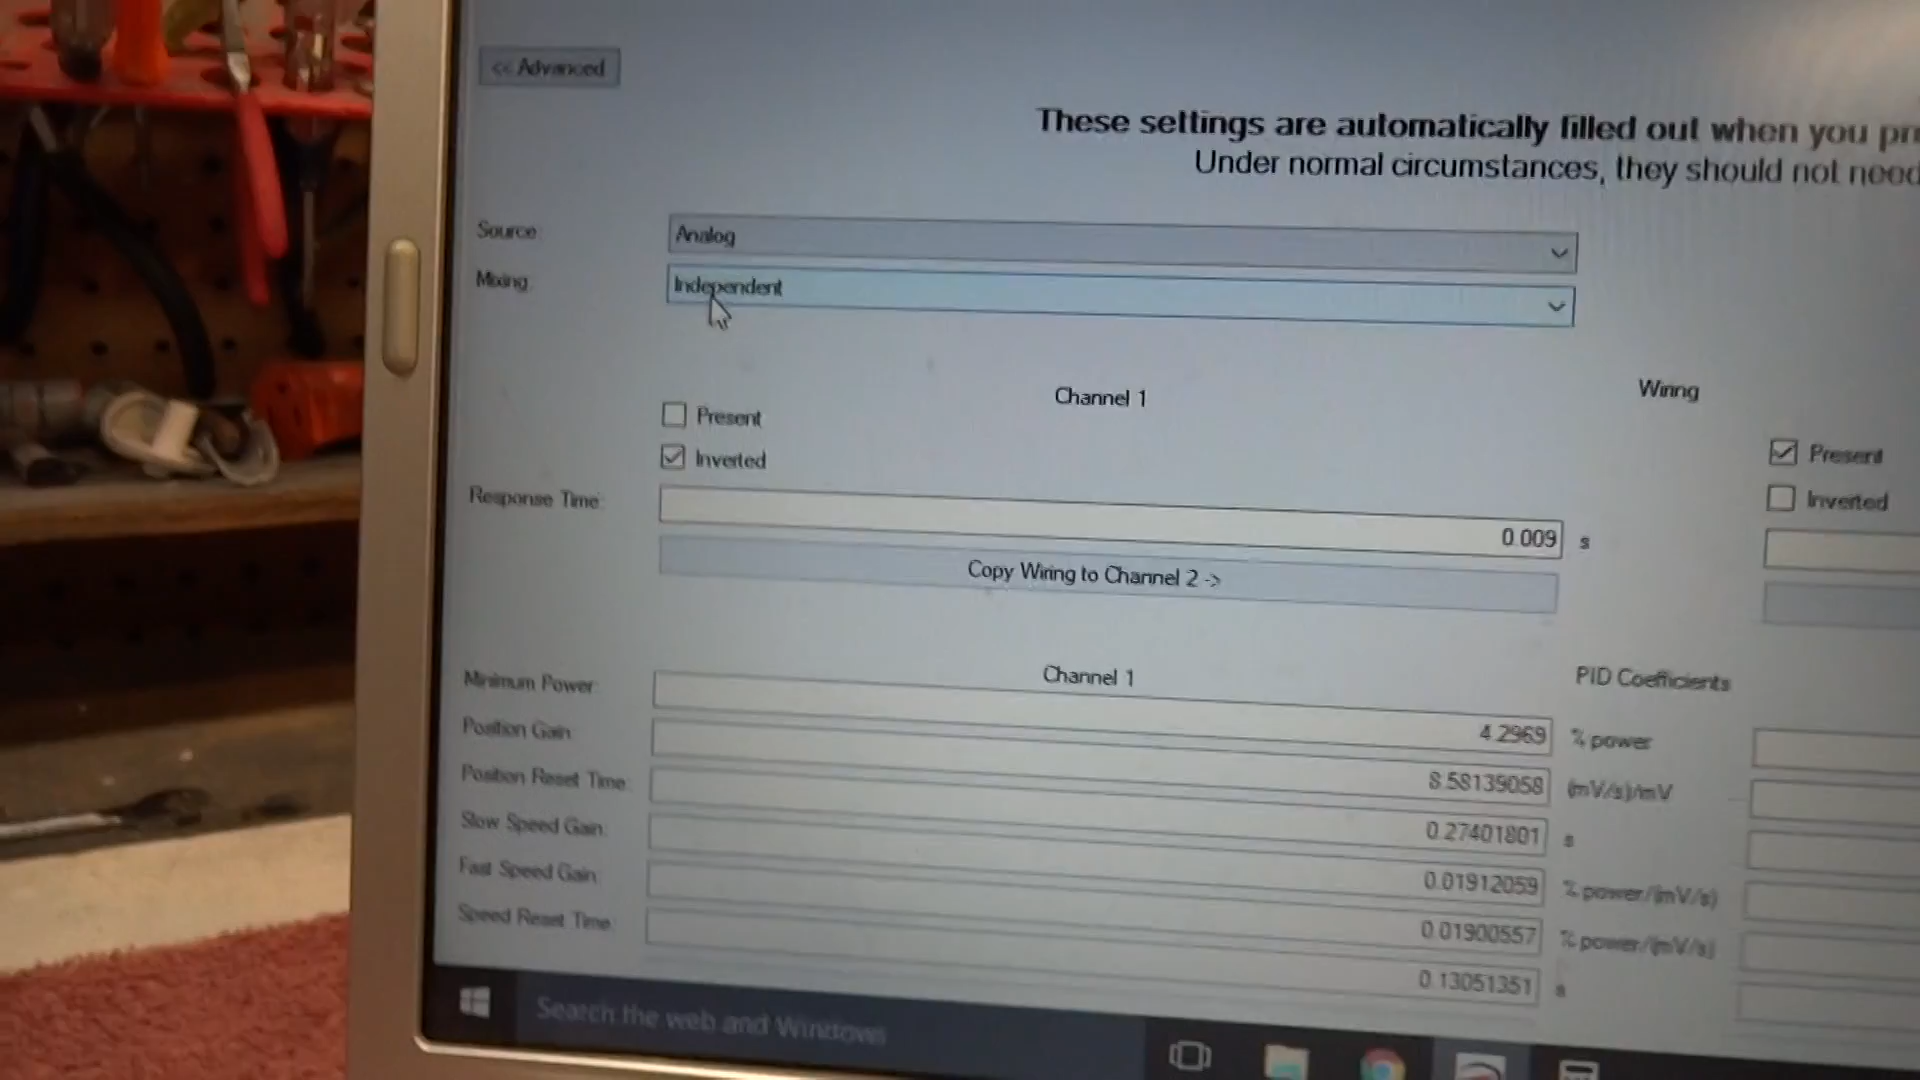 << Advanced
These settings are automatically filled out when you pr
Under normal circumstances, they should not need
Source: Analog
Mixing: Independent
Channel 1 Wiring
Present Present
Inverted Inverted
Response Time: 0.009 s
Copy Wiring to Channel 2 ->
Channel 1 PID Coefficients
Minimum Power: 4.2969 % power
Position Gain: 8.58139058 (mV/s)/mV
Position Reset Time: 0.27401801 s
Slow Speed Gain: 0.01912059 % power/(mV/s)
Fast Speed Gain: 0.01900557 % power/(mV/s)
Speed Reset Time: 0.13051351 s
Search the web and Windows